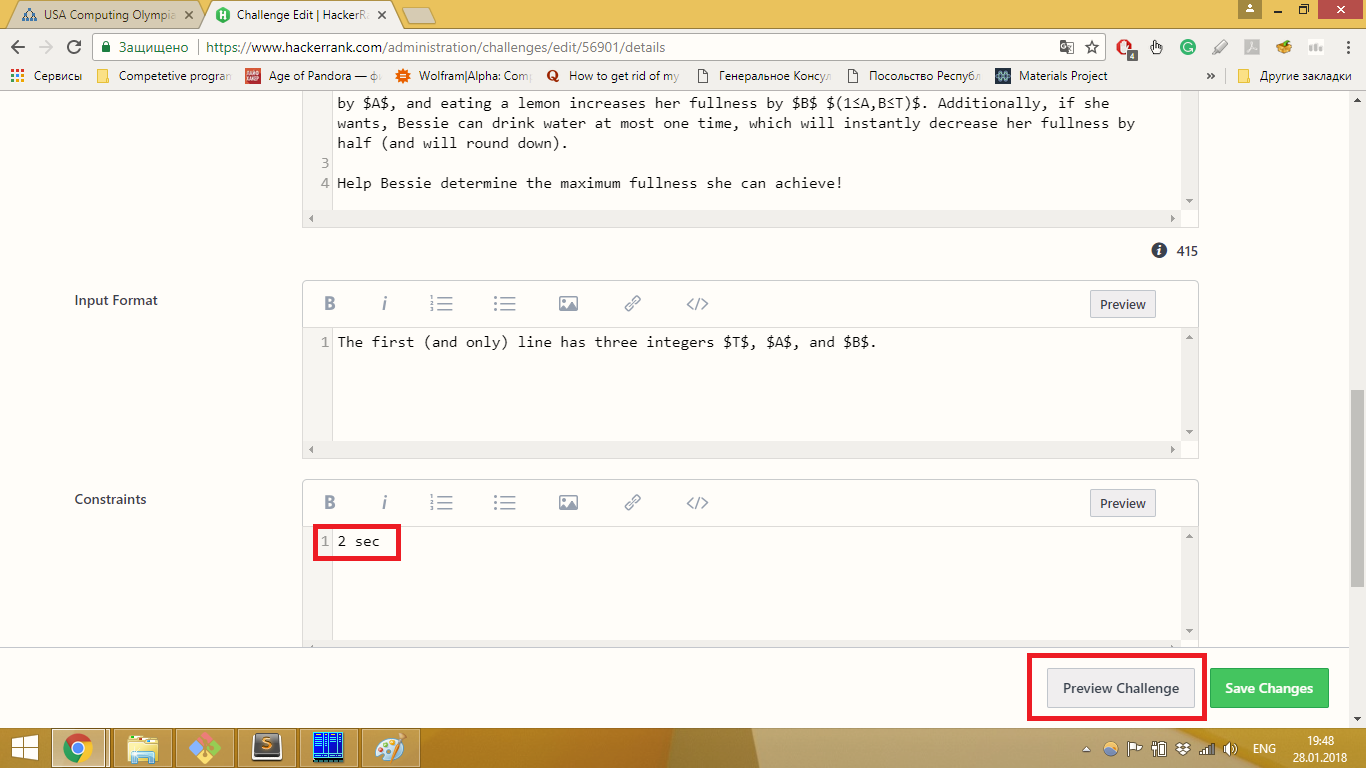 USA Computing Olympia
Challenge Edit | HackerR
Защищено
https://www.hackerrank.com/administration/challenges/edit/56901/details
4
Сервисы
Competetive progran
Age of Pandora — ф
Wolfram|Alpha: Com
How to get rid of my
Генеральное Консу
Посольство Респуб
Materials Project
»
Другие закладки
by $A$, and eating a lemon increases her fullness by $B$ $(1≤A,B≤T)$. Additionally, if she
wants, Bessie can drink water at most one time, which will instantly decrease her fullness by
half (and will round down).
3
4 Help Bessie determine the maximum fullness she can achieve!
415
Input Format
B i </> Preview
1 The first (and only) line has three integers $T$, $A$, and $B$.
Constraints
B i </> Preview
1 2 sec
Preview Challenge
Save Changes
ENG
19:48
28.01.2018